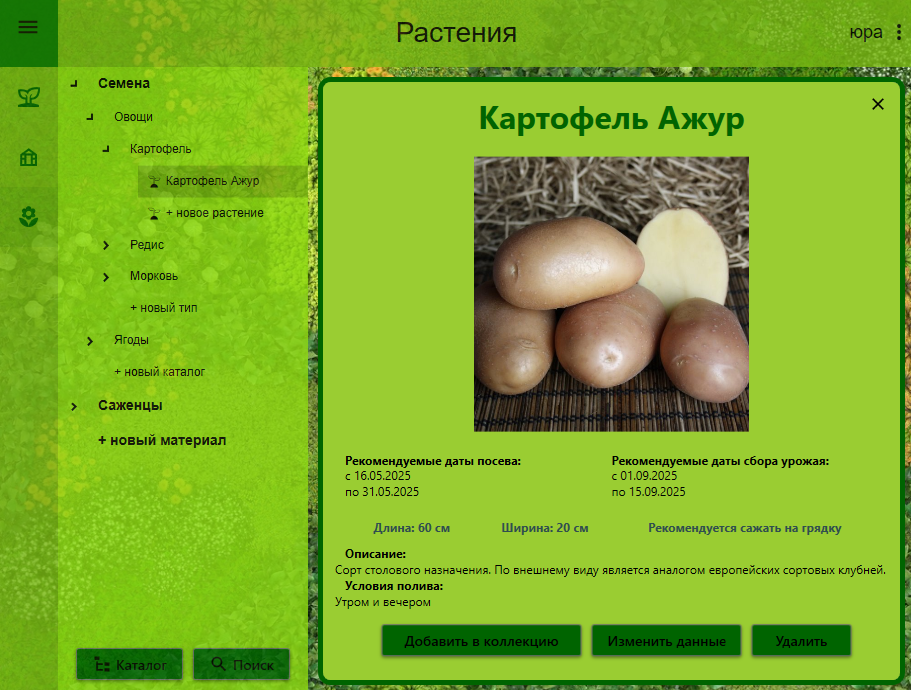 Растения
юра
Семена
Овощи
Картофель
Картофель Ажур
+ новое растение
Редис
Морковь
+ новый тип
Ягоды
+ новый каталог
Саженцы
+ новый материал
Каталог
Поиск
Картофель Ажур
Рекомендуемые даты посева:
с 16.05.2025
по 31.05.2025
Рекомендуемые даты сбора урожая:
с 01.09.2025
по 15.09.2025
Длина: 60 см
Ширина: 20 см
Рекомендуется сажать на грядку
Описание:
Сорт столового назначения. По внешнему виду является аналогом европейских сортовых клубней.
Условия полива:
Утром и вечером
Добавить в коллекцию
Изменить данные
Удалить